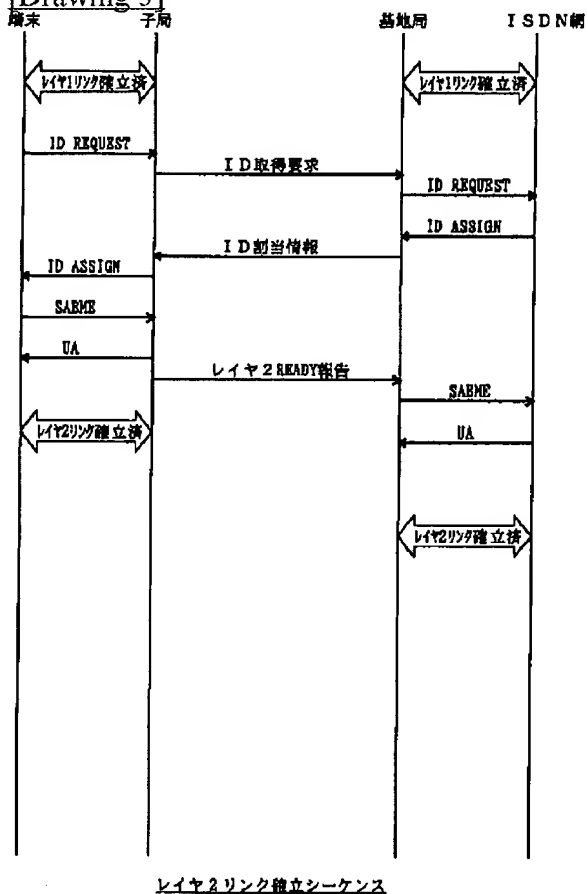 [Drawing 5]
端末 子局 基地局 ISDN網
レイヤ1リンク確立済 レイヤ1リンク確立済
ID REQUEST
ID取得要求
ID REQUEST
ID ASSIGN
ID割当情報
ID ASSIGN
SABME
UA
レイヤ2READY報告
SABME
レイヤ2リンク確立済
UA
レイヤ2リンク確立済
レイヤ2リンク確立シーケンス